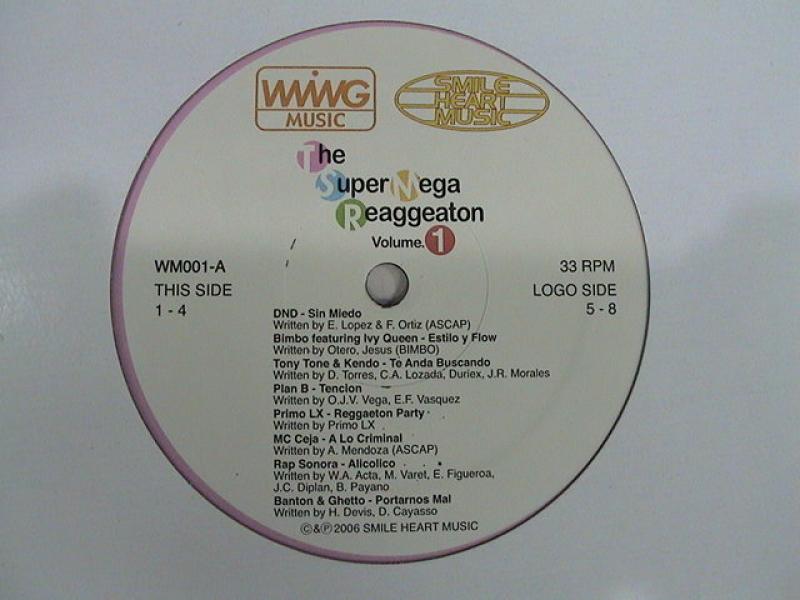 WMWG
MUSIC
SMILE
HEART
MUSIC
The
Super Mega
Reaggeaton
Volume. 1
WM001-A
THIS SIDE
1 - 4
33 RPM
LOGO SIDE
5 - 8
DND - Sin Miedo
Written by E. Lopez & F. Ortiz (ASCAP)
Bimbo featuring Ivy Queen - Estilo y Flow
Written by Otero, Jesus (BIMBO)
Tony Tone & Kendo - Te Anda Buscando
Written by D. Torres, C.A. Lozada, Duriex, J.R. Morales
Plan B - Tencion
Written by O.J.V. Vega, E.F. Vasquez
Primo LX - Reggaeton Party
Written by Primo LX
MC Ceja - A Lo Criminal
Written by A. Mendoza (ASCAP)
Rap Sonora - Alicolico
Written by W.A. Acta, M. Varet, E. Figueroa,
J.C. Diplan, B. Payano
Banton & Ghetto - Portarnos Mal
Written by H. Devis, D. Cayasso
©&℗2006 SMILE HEART MUSIC